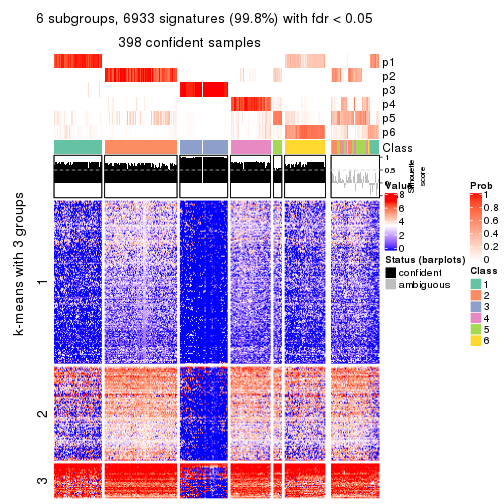 6 subgroups, 6933 signatures (99.8%) with fdr < 0.05
398 confident samples
p1
p2
p3
p4
p5
p6
Class
1
0.5
0
Silhouette
score
k-means with 3 groups
1
2
3
Value
8
6
4
2
0
Status (barplots)
confident
ambiguous
Prob
1
0.8
0.6
0.4
0.2
0
Class
1
2
3
4
5
6